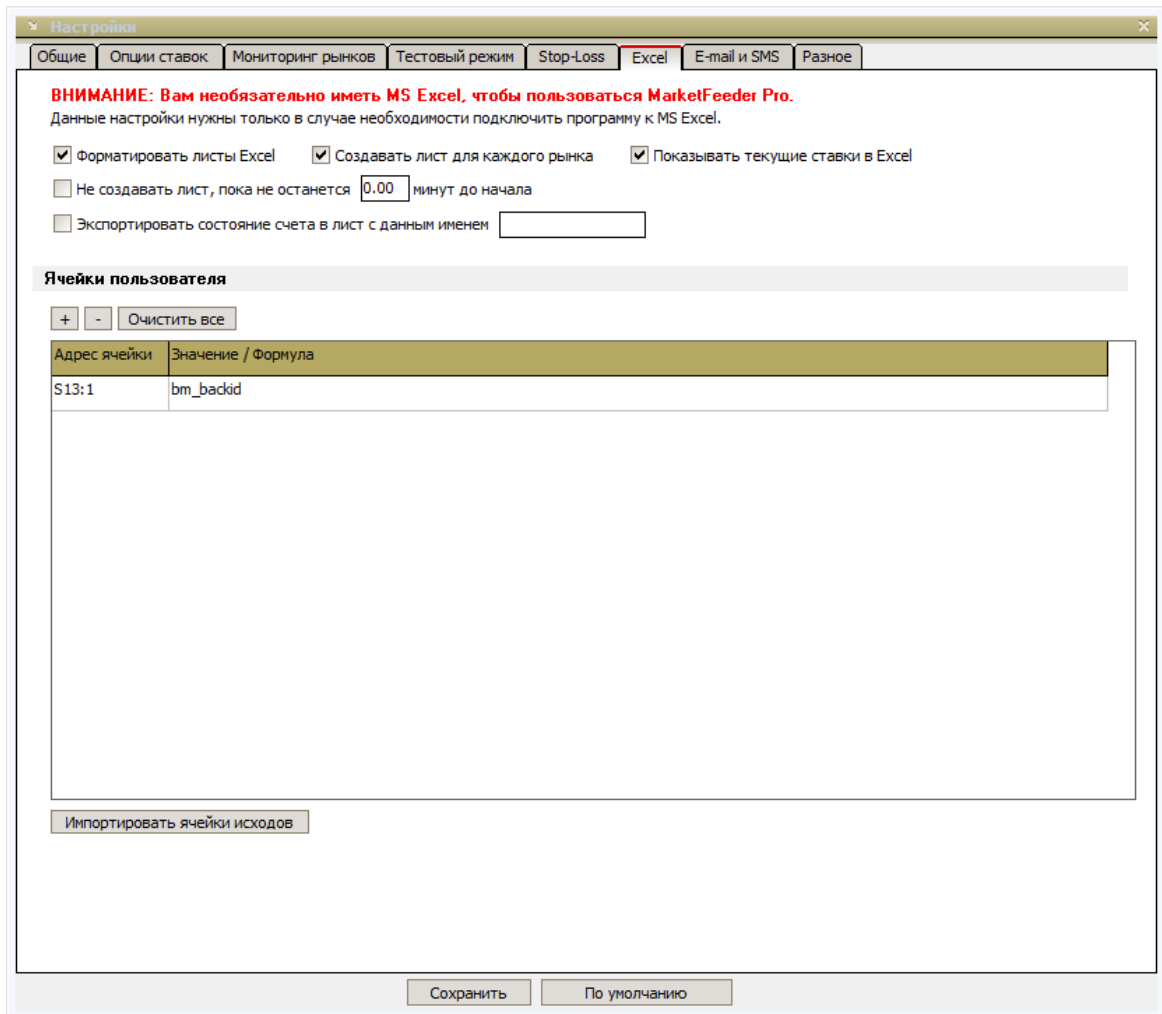 Настройки
Общие Опции ставок Мониторинг рынков Тестовый режим Stop-Loss Excel E-mail и SMS Разное
ВНИМАНИЕ: Вам необязательно иметь MS Excel, чтобы пользоваться MarketFeeder Pro.
Данные настройки нужны только в случае необходимости подключить программу к MS Excel.
Форматировать листы Excel Создавать лист для каждого рынка Показывать текущие ставки в Excel
Не создавать лист, пока не останется 0.00 минут до начала
Экспортировать состояние счета в лист с данным именем
Ячейки пользователя
+ - Очистить все
Адрес ячейки Значение / Формула
S13:1 bm_backid
Импортировать ячейки исходов
Сохранить По умолчанию